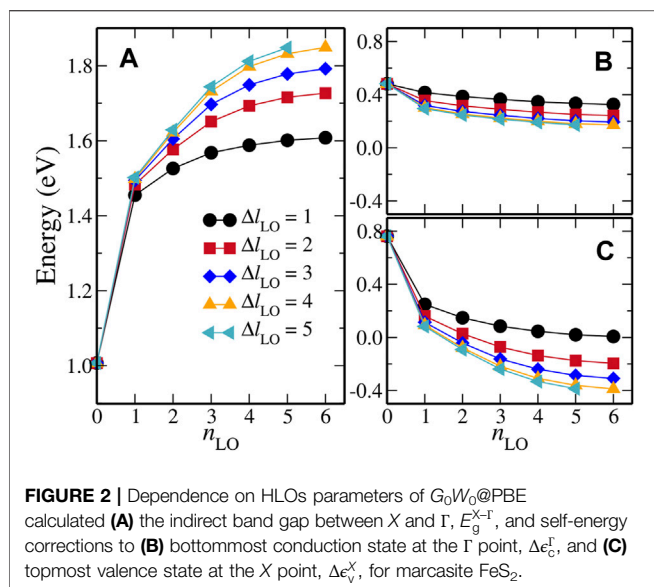 A
Energy (eV)
1.8
1.6
1.4
1.2
1.0
Δl_LO = 1
Δl_LO = 2
Δl_LO = 3
Δl_LO = 4
Δl_LO = 5
0 1 2 3 4 5 6
n_LO
B
0.8
0.4
0.0
-0.4
C
0.8
0.4
0.0
-0.4
0 1 2 3 4 5 6
n_LO
FIGURE 2 | Dependence on HLOs parameters of G₀W₀@PBE
calculated (A) the indirect band gap between X and Γ, E_g^{X–Γ}, and self-energy
corrections to (B) bottommost conduction state at the Γ point, Δϵ_c^Γ, and (C)
topmost valence state at the X point, Δϵ_v^X, for marcasite FeS₂.